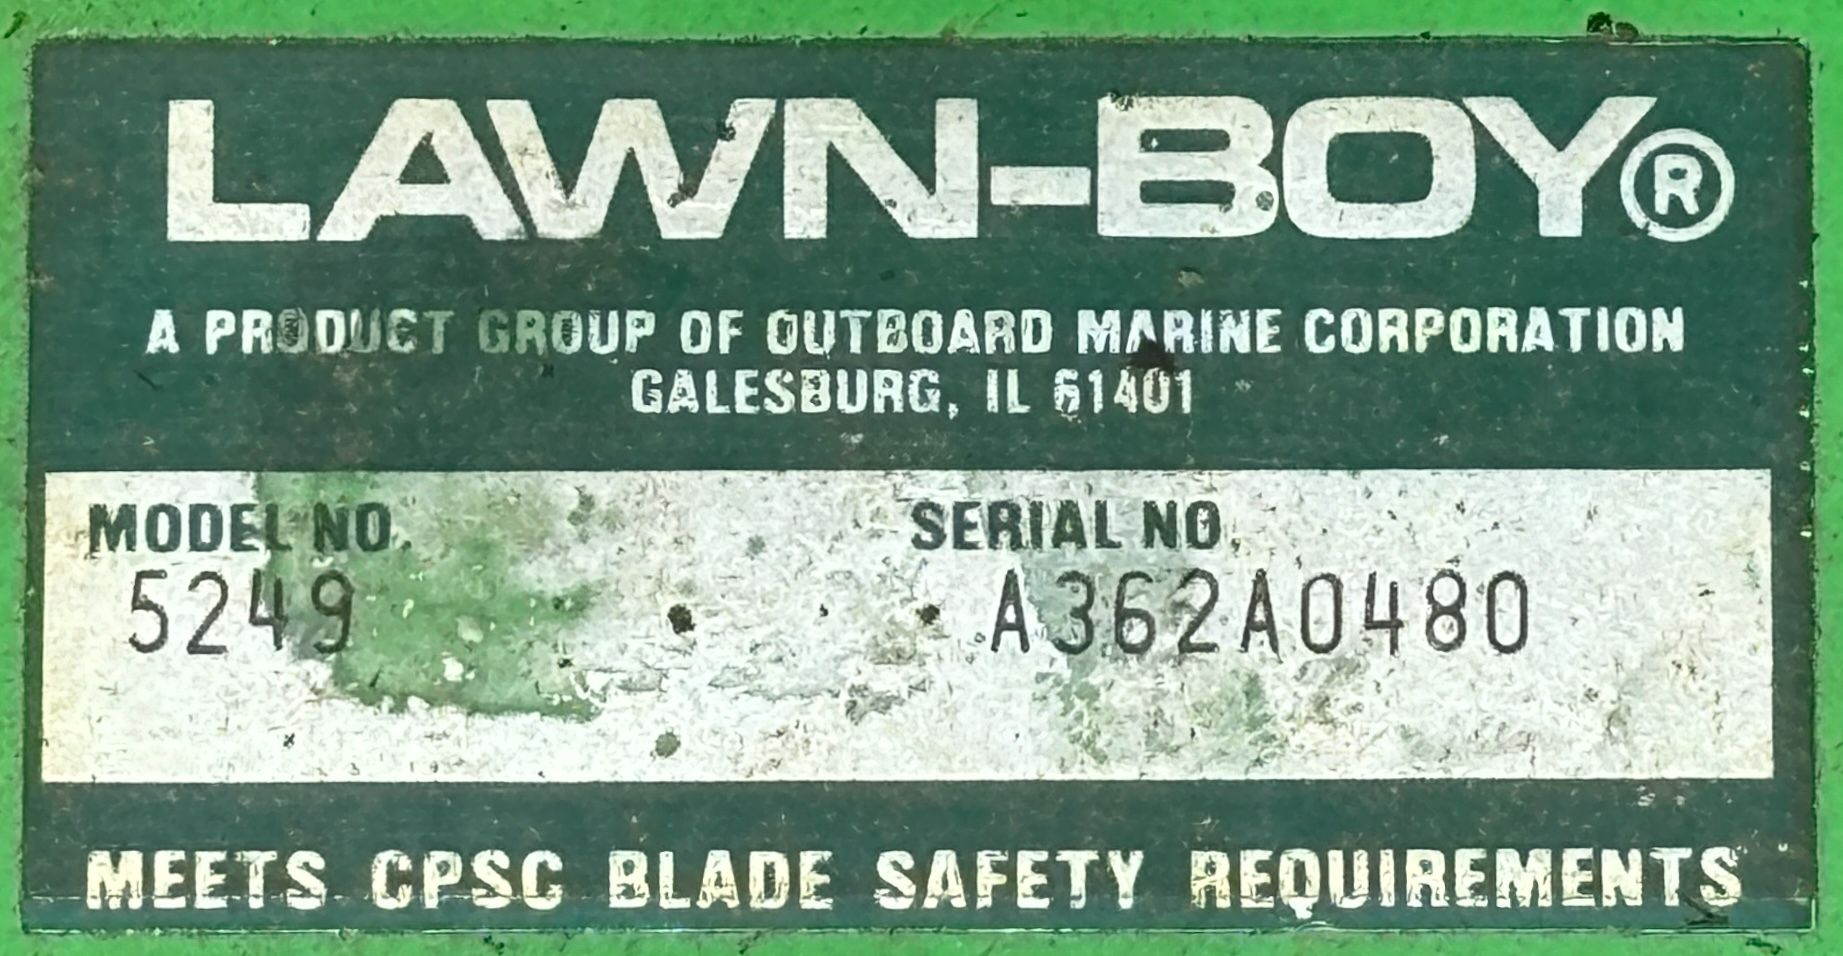 LAWN-BOY®
A PRODUCT GROUP OF OUTBOARD MARINE CORPORATION
GALESBURG, IL 61401
MODEL NO. SERIAL NO.
5249 A362A0480
MEETS CPSC BLADE SAFETY REQUIREMENTS